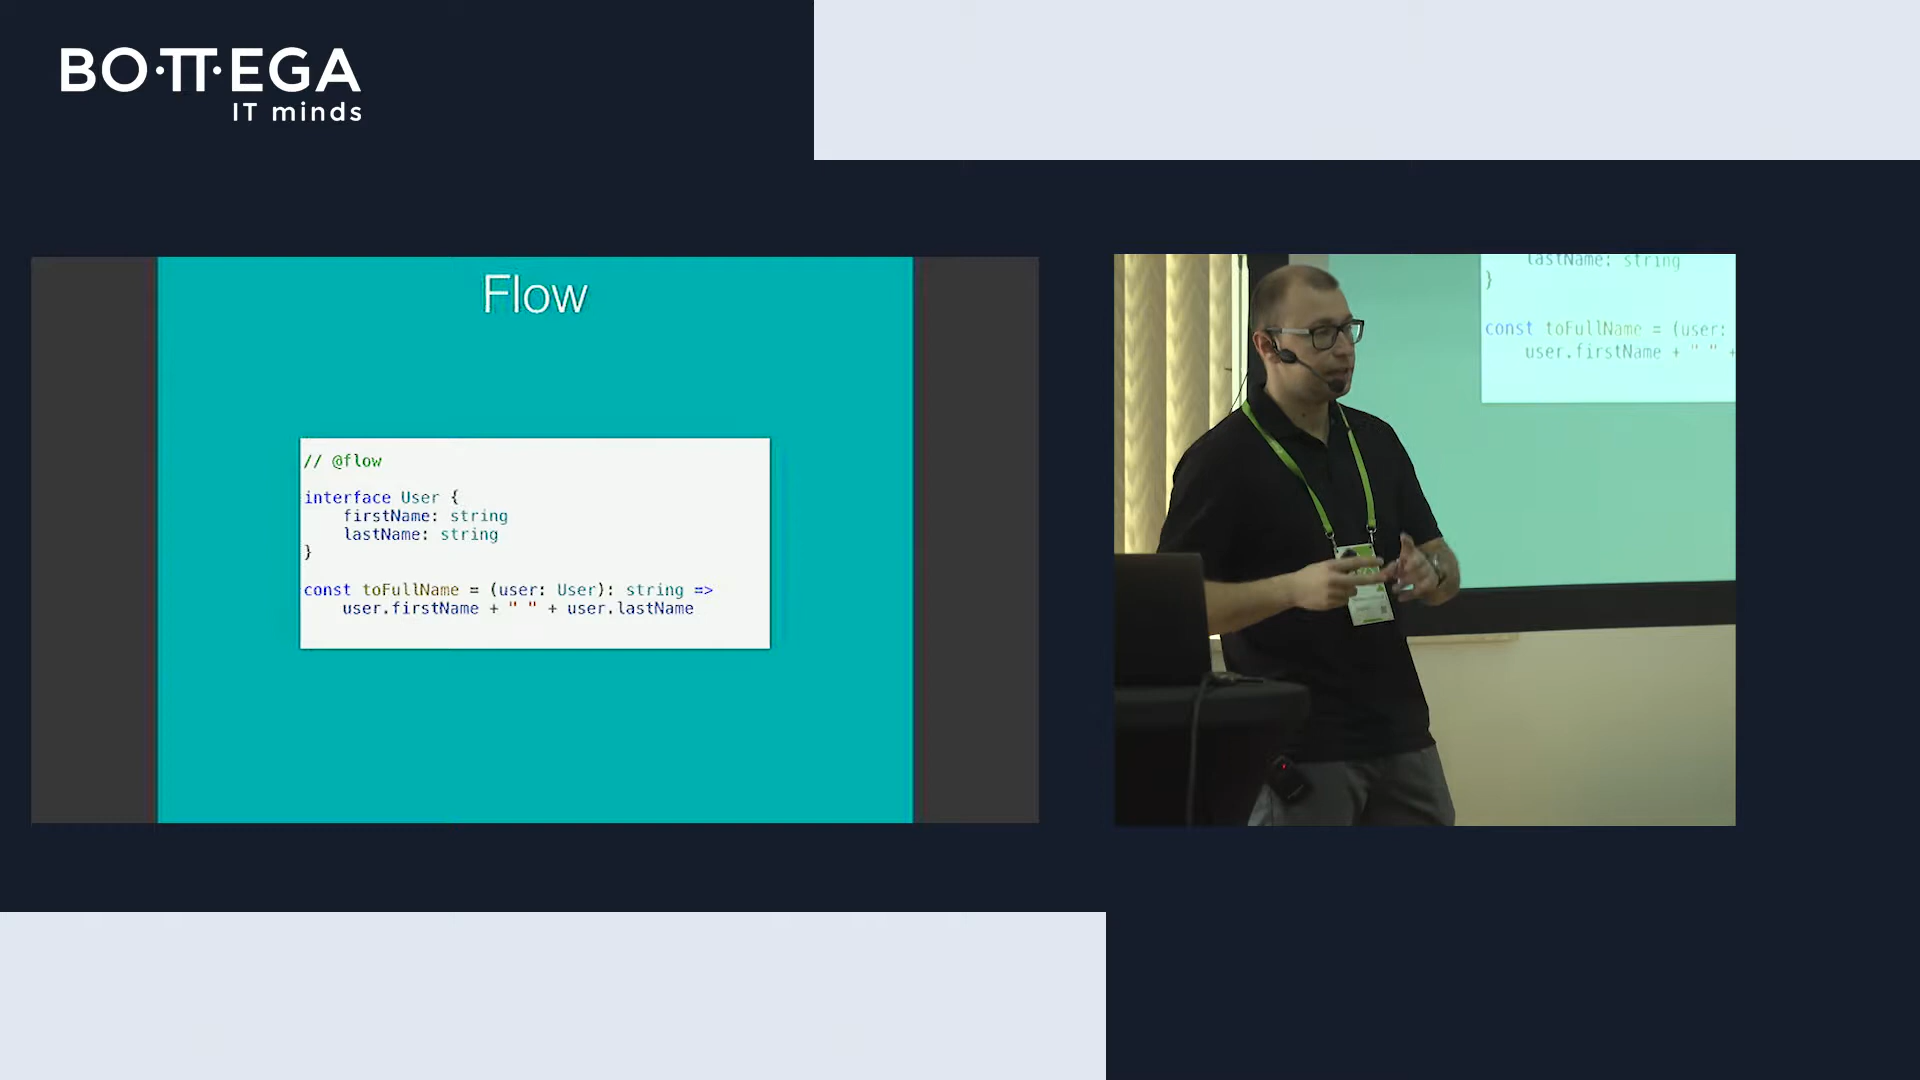 BO·TT·EGA
IT minds
Flow
// @flow
interface User {
    firstName: string
    lastName: string
}
const toFullName = (user: User): string =>
    user.firstName + " " + user.lastName
lastName: string
}
const toFullName = (user:
user.firstName + " " +